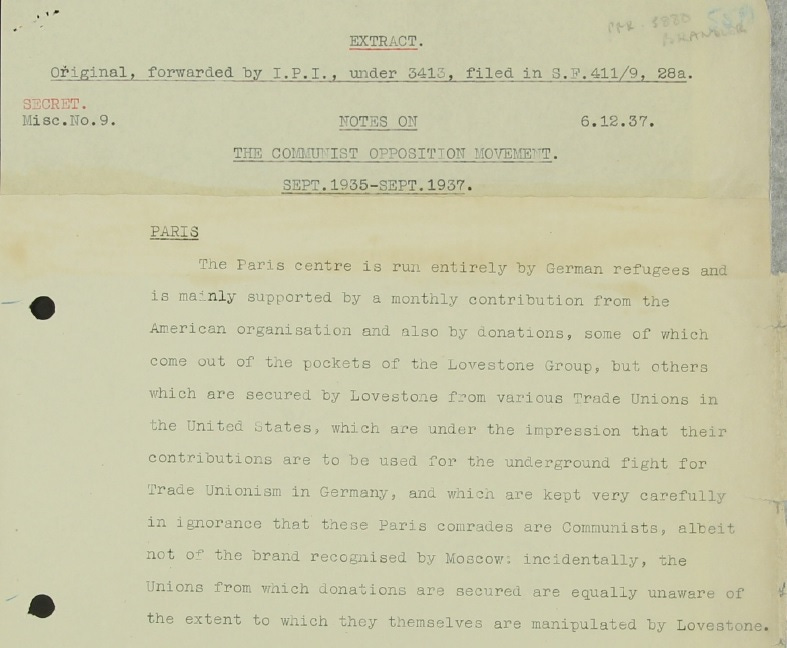 PFR. 3880
BRANDLER
EXTRACT.
Original, forwarded by I.P.I., under 3413, filed in S.F.411/9, 28a.
SECRET.
Misc.No.9. NOTES ON 6.12.37.
THE COMMUNIST OPPOSITION MOVEMENT.
SEPT.1935-SEPT.1937.
PARIS
The Paris centre is run entirely by German refugees and
is mainly supported by a monthly contribution from the
American organisation and also by donations, some of which
come out of the pockets of the Lovestone Group, but others
which are secured by Lovestone from various Trade Unions in
the United States, which are under the impression that their
contributions are to be used for the underground fight for
Trade Unionism in Germany, and which are kept very carefully
in ignorance that these Paris comrades are Communists, albeit
not of the brand recognised by Moscow: incidentally, the
Unions from which donations are secured are equally unaware of
the extent to which they themselves are manipulated by Lovestone.